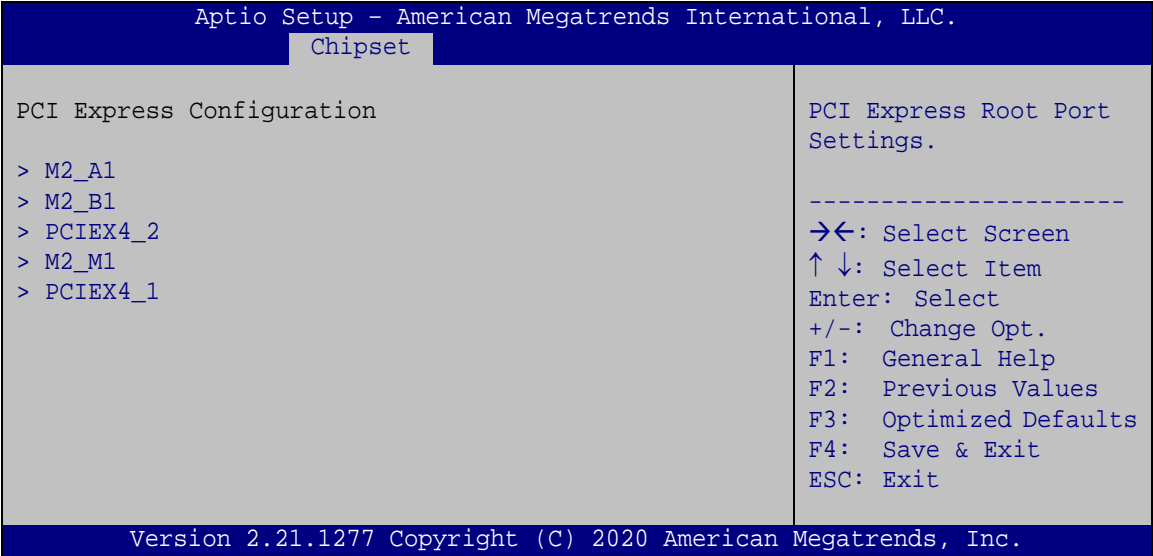 Aptio Setup – American Megatrends International, LLC.
Chipset
PCI Express Configuration
> M2_A1
> M2_B1
> PCIEX4_2
> M2_M1
> PCIEX4_1
PCI Express Root Port
Settings.
----------------------
→←: Select Screen
↑ ↓: Select Item
Enter: Select
+/-: Change Opt.
F1: General Help
F2: Previous Values
F3: Optimized Defaults
F4: Save & Exit
ESC: Exit
Version 2.21.1277 Copyright (C) 2020 American Megatrends, Inc.